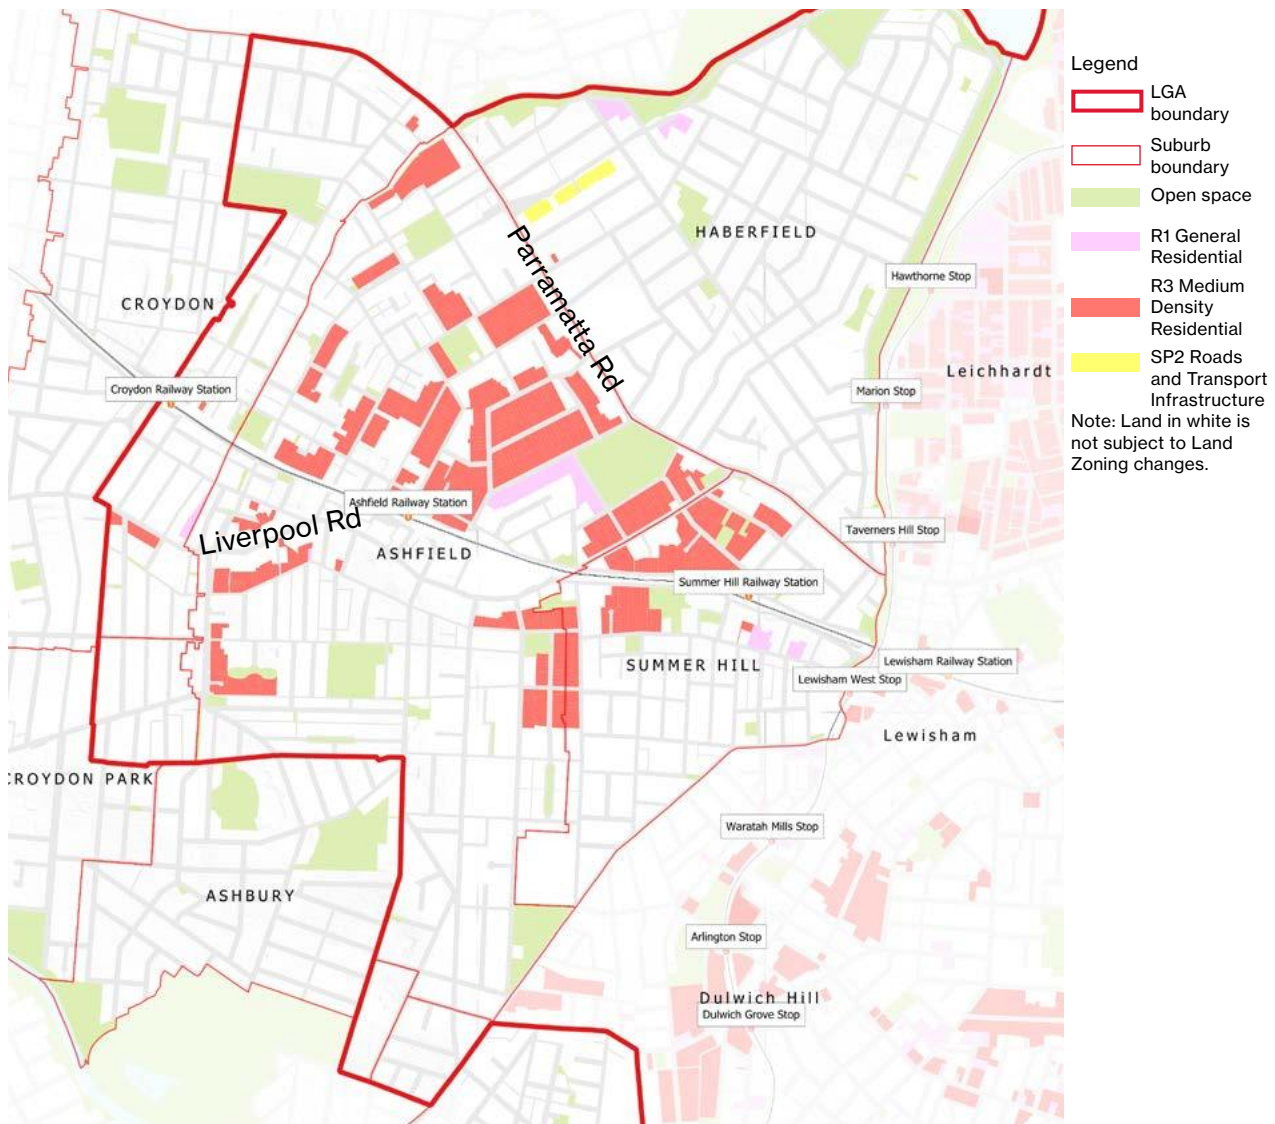 Legend
LGA
boundary
Suburb
boundary
Open space
R1 General
Residential
R3 Medium
Density
Residential
SP2 Roads
and Transport
Infrastructure
Note: Land in white is
not subject to Land
Zoning changes.
Parramatta Rd
HABERFIELD
Hawthorne Stop
CROYDON
Leichhardt
Croydon Railway Station
Marion Stop
Ashfield Railway Station
Liverpool Rd
Taverners Hill Stop
ASHFIELD
Summer Hill Railway Station
SUMMER HILL
Lewisham Railway Station
Lewisham West Stop
Lewisham
CROYDON PARK
Waratah Mills Stop
ASHBURY
Arlington Stop
Dulwich Hill
Dulwich Grove Stop